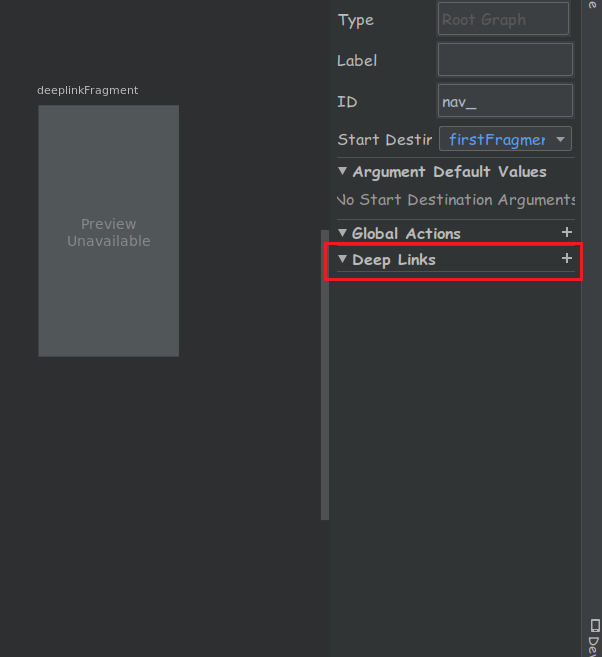 Type
Root Graph
Label
ID
nav_
Start Destir
firstFragmer
Argument Default Values
No Start Destination Arguments
Global Actions +
Deep Links +
deeplinkFragment
Preview
Unavailable
e
Dev